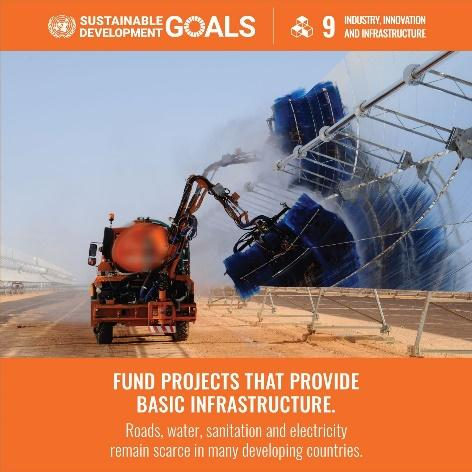 SUSTAINABLE
DEVELOPMENT GOALS
9 INDUSTRY, INNOVATION
AND INFRASTRUCTURE
FUND PROJECTS THAT PROVIDE
BASIC INFRASTRUCTURE.
Roads, water, sanitation and electricity
remain scarce in many developing countries.